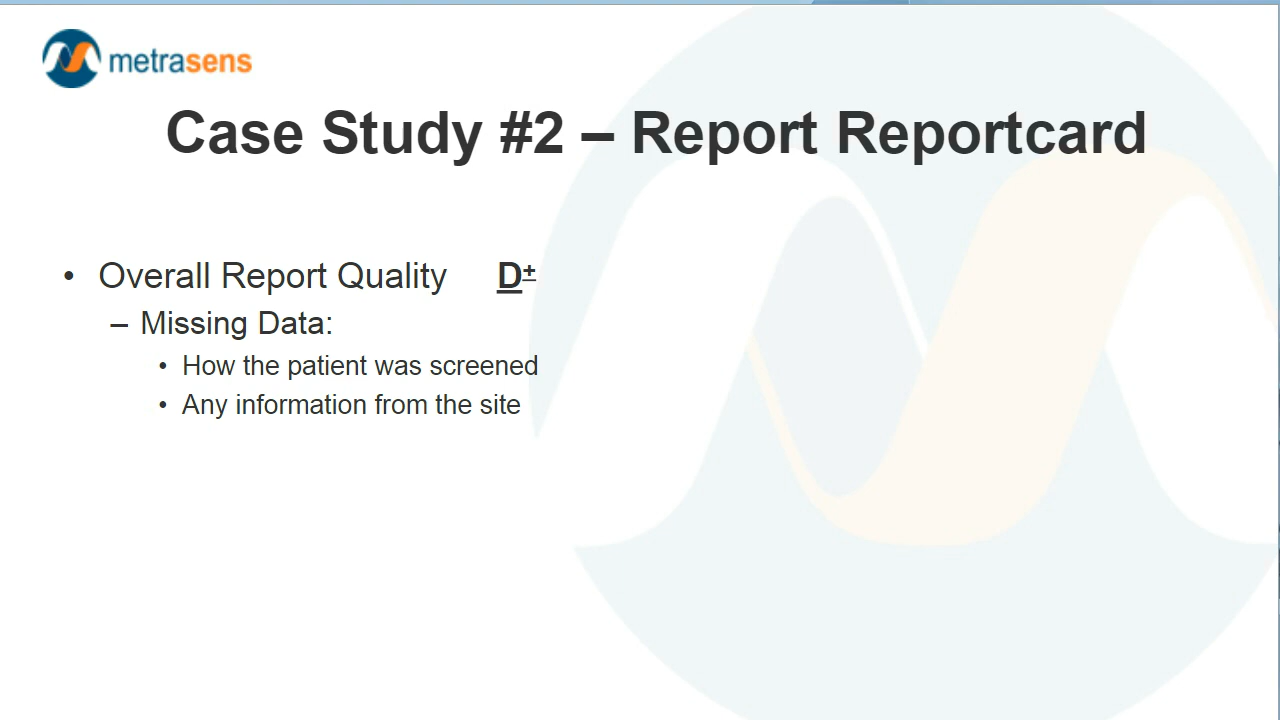 metrasens
Case Study #2 – Report Reportcard
• Overall Report Quality D+
– Missing Data:
• How the patient was screened
• Any information from the site